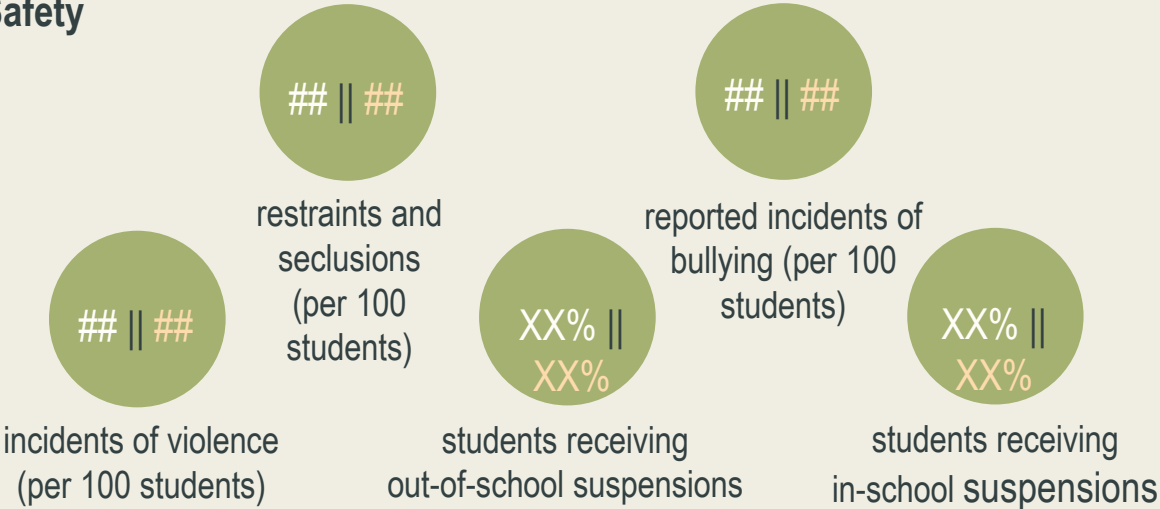 Safety
## || ##
restraints and
seclusions
(per 100
students)
## || ##
reported incidents of
bullying (per 100
students)
## || ##
incidents of violence
(per 100 students)
XX% ||
XX%
students receiving
out-of-school suspensions
XX% ||
XX%
students receiving
in-school suspensions